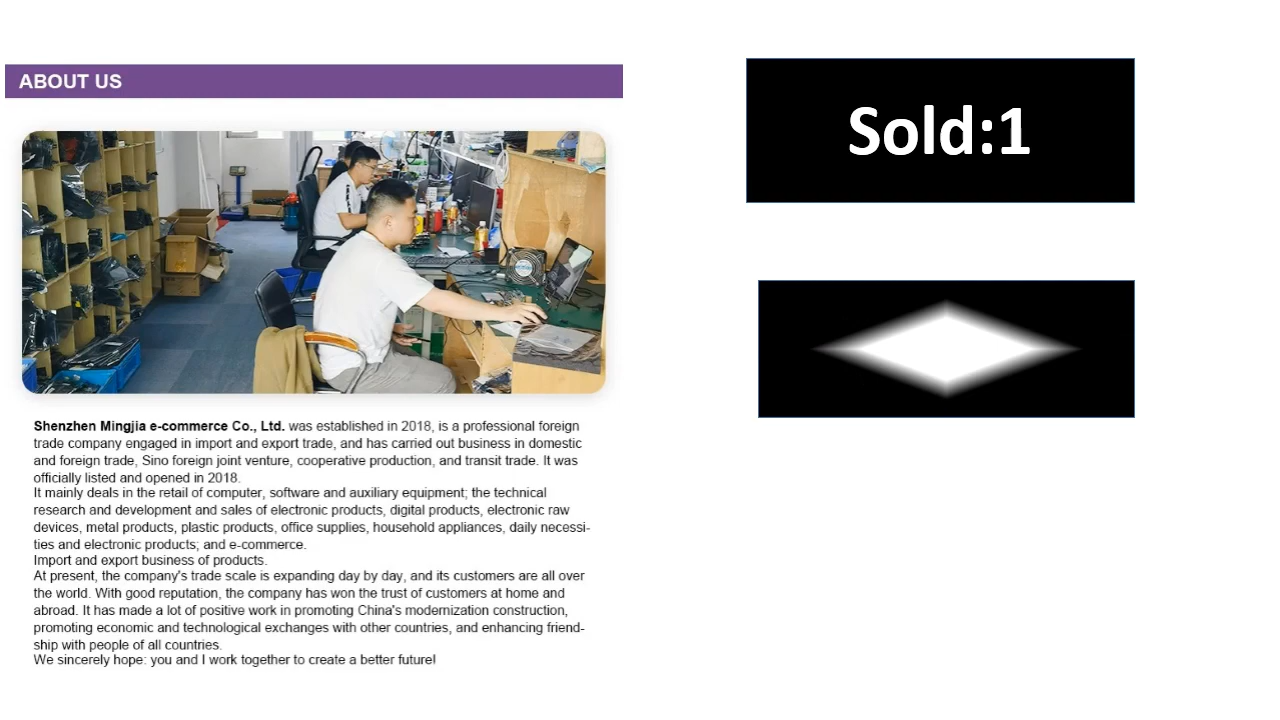 ABOUT US
Sold:1
Shenzhen Mingjia e-commerce Co., Ltd. was established in 2018, is a professional foreign
trade company engaged in import and export trade, and has carried out business in domestic
and foreign trade, Sino foreign joint venture, cooperative production, and transit trade. It was
officially listed and opened in 2018.
It mainly deals in the retail of computer, software and auxiliary equipment; the technical
research and development and sales of electronic products, digital products, electronic raw
devices, metal products, plastic products, office supplies, household appliances, daily necessi-
ties and electronic products; and e-commerce.
Import and export business of products.
At present, the company's trade scale is expanding day by day, and its customers are all over
the world. With good reputation, the company has won the trust of customers at home and
abroad. It has made a lot of positive work in promoting China's modernization construction,
promoting economic and technological exchanges with other countries, and enhancing friend-
ship with people of all countries.
We sincerely hope: you and I work together to create a better future!